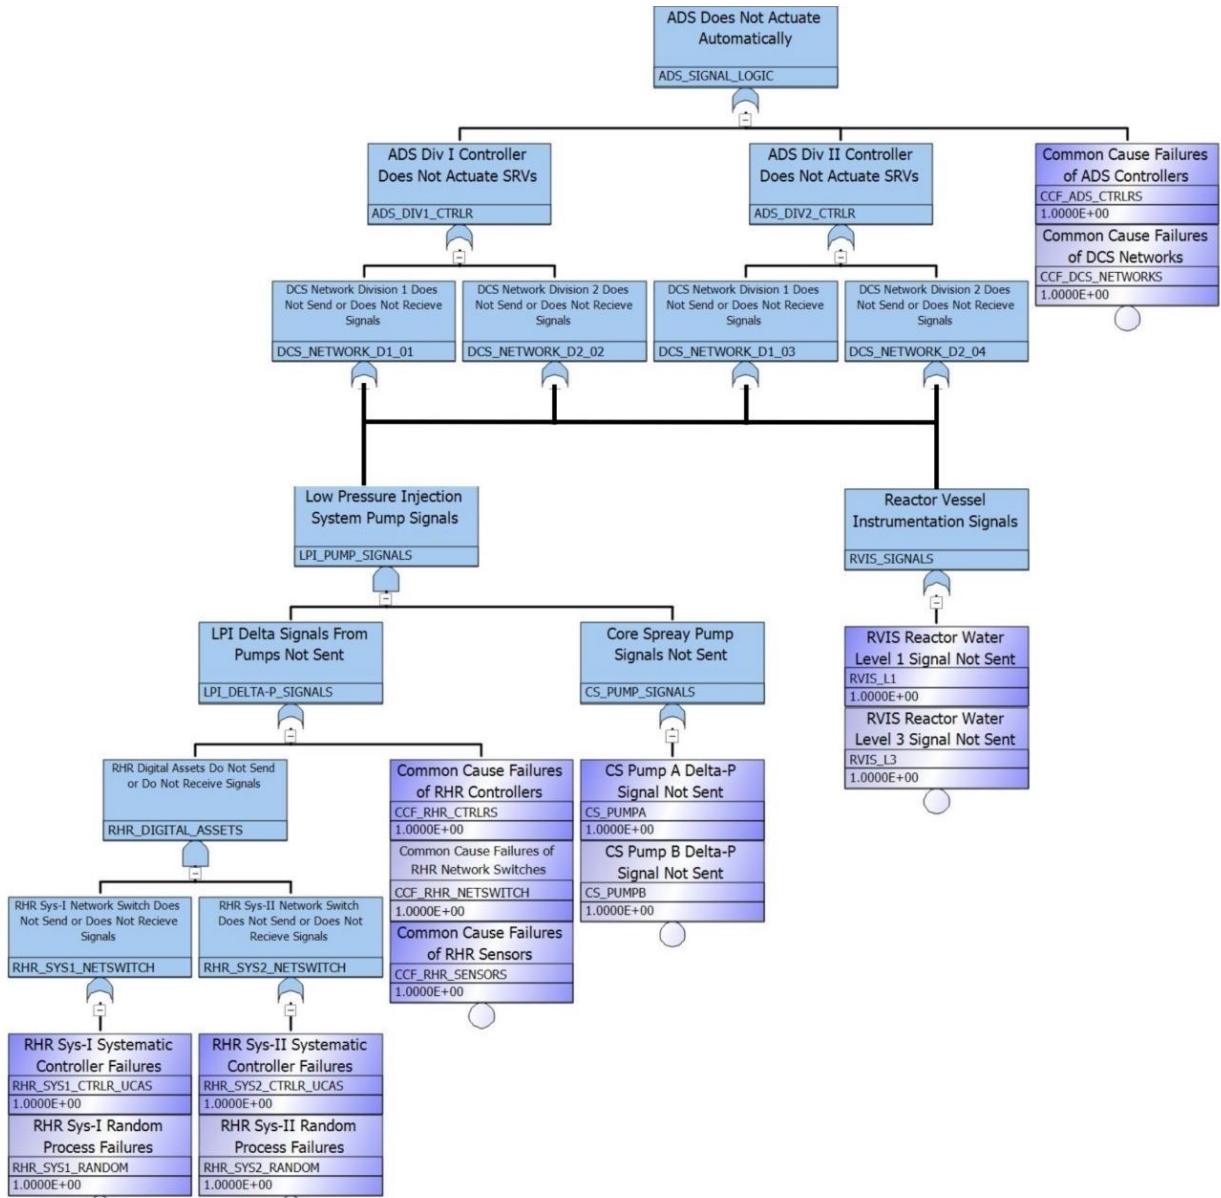 ADS Does Not Actuate
Automatically
ADS_SIGNAL_LOGIC
ADS Div I Controller
Does Not Actuate SRVs
ADS_DIV1_CTRLR
ADS Div II Controller
Does Not Actuate SRVs
ADS_DIV2_CTRLR
Common Cause Failures
of ADS Controllers
CCF_ADS_CTRLRS
1.0000E+00
Common Cause Failures
of DCS Networks
CCF_DCS_NETWORKS
1.0000E+00
DCS Network Division 1 Does
Not Send or Does Not Recieve
Signals
DCS_NETWORK_D1_01
DCS Network Division 2 Does
Not Send or Does Not Recieve
Signals
DCS_NETWORK_D2_02
DCS Network Division 1 Does
Not Send or Does Not Recieve
Signals
DCS_NETWORK_D1_03
DCS Network Division 2 Does
Not Send or Does Not Recieve
Signals
DCS_NETWORK_D2_04
Low Pressure Injection
System Pump Signals
LPI_PUMP_SIGNALS
Reactor Vessel
Instrumentation Signals
RVIS_SIGNALS
LPI Delta Signals From
Pumps Not Sent
LPI_DELTA-P_SIGNALS
Core Spreay Pump
Signals Not Sent
CS_PUMP_SIGNALS
RVIS Reactor Water
Level 1 Signal Not Sent
RVIS_L1
1.0000E+00
RVIS Reactor Water
Level 3 Signal Not Sent
RVIS_L3
1.0000E+00
RHR Digital Assets Do Not Send
or Do Not Receive Signals
RHR_DIGITAL_ASSETS
Common Cause Failures
of RHR Controllers
CCF_RHR_CTRLRS
1.0000E+00
Common Cause Failures of
RHR Network Switches
CCF_RHR_NETSWITCH
1.0000E+00
Common Cause Failures
of RHR Sensors
CCF_RHR_SENSORS
1.0000E+00
CS Pump A Delta-P
Signal Not Sent
CS_PUMPA
1.0000E+00
CS Pump B Delta-P
Signal Not Sent
CS_PUMPB
1.0000E+00
RHR Sys-I Network Switch Does
Not Send or Does Not Recieve
Signals
RHR_SYS1_NETSWITCH
RHR Sys-II Network Switch
Does Not Send or Does Not
Recieve Signals
RHR_SYS2_NETSWITCH
RHR Sys-I Systematic
Controller Failures
RHR_SYS1_CTRLR_UCAS
1.0000E+00
RHR Sys-I Random
Process Failures
RHR_SYS1_RANDOM
1.0000E+00
RHR Sys-II Systematic
Controller Failures
RHR_SYS2_CTRLR_UCAS
1.0000E+00
RHR Sys-II Random
Process Failures
RHR_SYS2_RANDOM
1.0000E+00